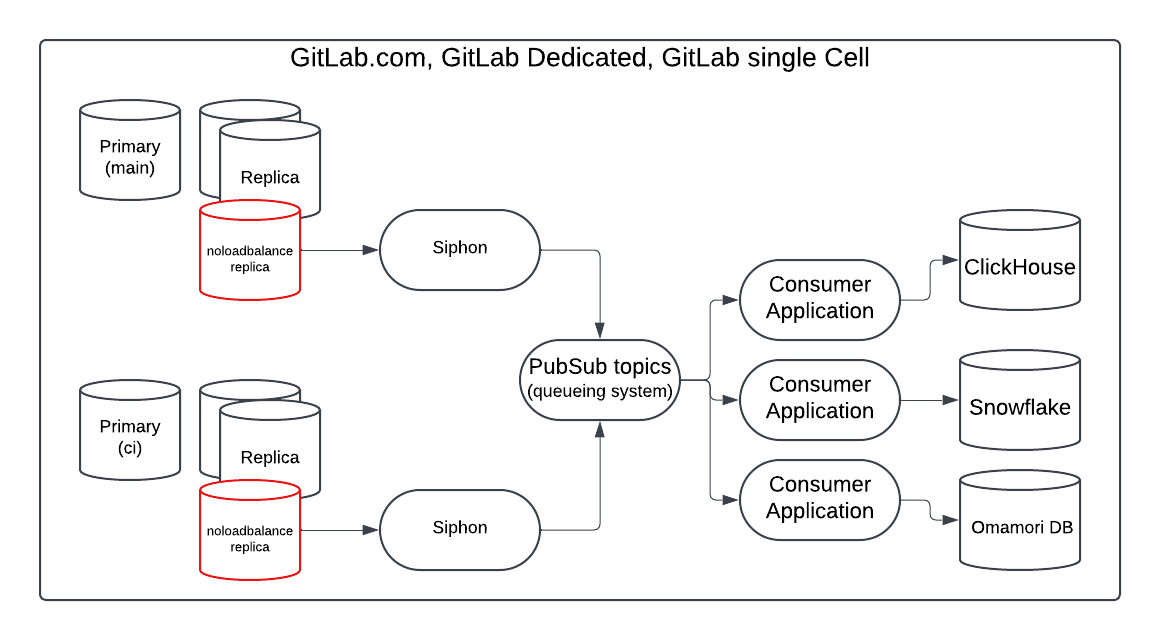 GitLab.com, GitLab Dedicated, GitLab single Cell
Primary
(main)
Replica
noloadbalance
replica
Siphon
PubSub topics
(queueing system)
Consumer
Application
ClickHouse
Consumer
Application
Snowflake
Consumer
Application
Omamori DB
Primary
(ci)
Replica
noloadbalance
replica
Siphon